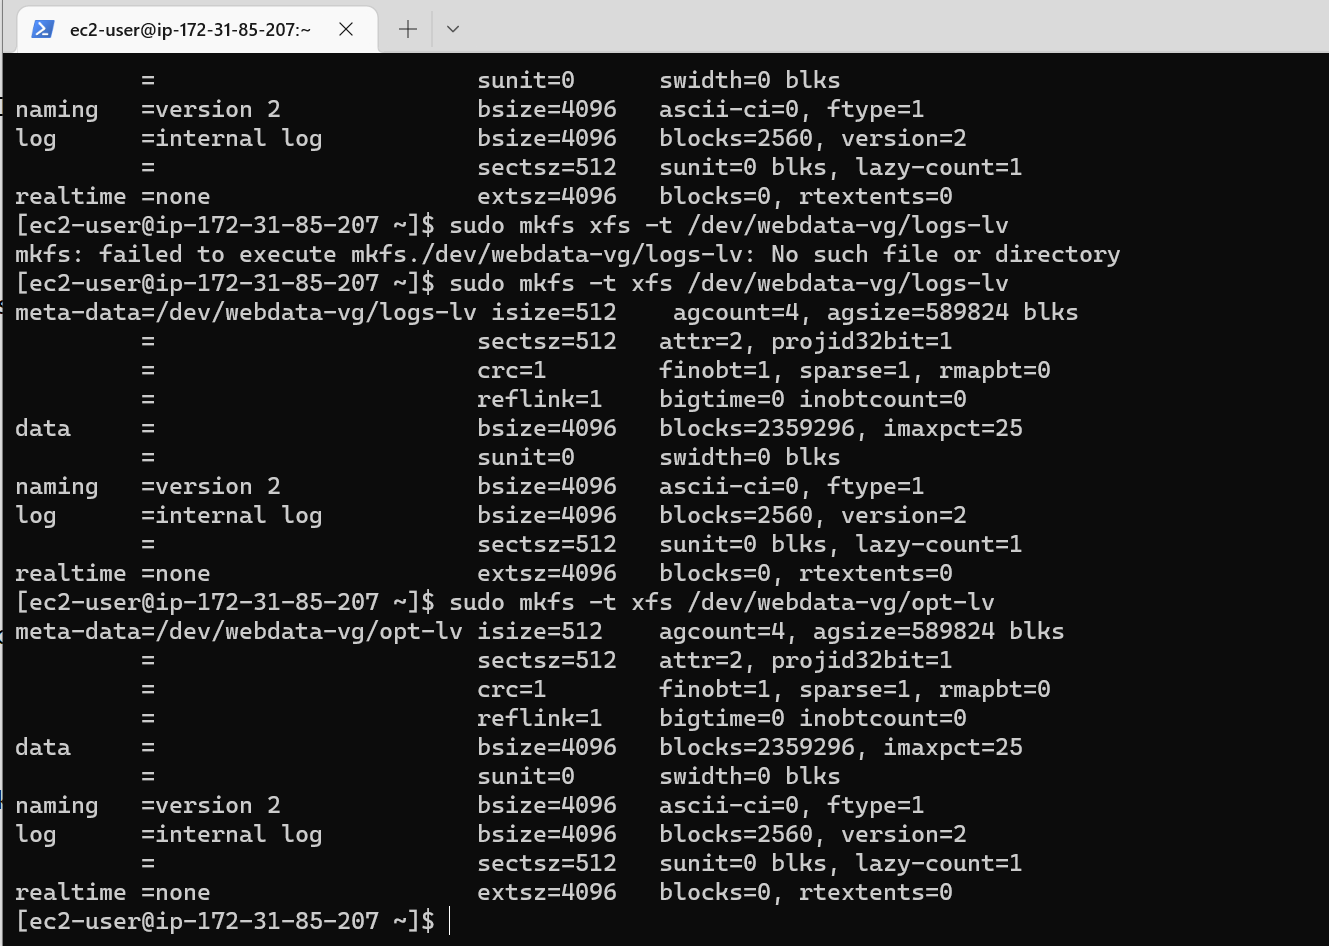 ec2-user@ip-172-31-85-207:~
         =                       sunit=0      swidth=0 blks
naming   =version 2              bsize=4096   ascii-ci=0, ftype=1
log      =internal log           bsize=4096   blocks=2560, version=2
         =                       sectsz=512   sunit=0 blks, lazy-count=1
realtime =none                   extsz=4096   blocks=0, rtextents=0
[ec2-user@ip-172-31-85-207 ~]$ sudo mkfs xfs -t /dev/webdata-vg/logs-lv
mkfs: failed to execute mkfs./dev/webdata-vg/logs-lv: No such file or directory
[ec2-user@ip-172-31-85-207 ~]$ sudo mkfs -t xfs /dev/webdata-vg/logs-lv
meta-data=/dev/webdata-vg/logs-lv isize=512    agcount=4, agsize=589824 blks
         =                       sectsz=512   attr=2, projid32bit=1
         =                       crc=1        finobt=1, sparse=1, rmapbt=0
         =                       reflink=1    bigtime=0 inobtcount=0
data     =                       bsize=4096   blocks=2359296, imaxpct=25
         =                       sunit=0      swidth=0 blks
naming   =version 2              bsize=4096   ascii-ci=0, ftype=1
log      =internal log           bsize=4096   blocks=2560, version=2
         =                       sectsz=512   sunit=0 blks, lazy-count=1
realtime =none                   extsz=4096   blocks=0, rtextents=0
[ec2-user@ip-172-31-85-207 ~]$ sudo mkfs -t xfs /dev/webdata-vg/opt-lv
meta-data=/dev/webdata-vg/opt-lv isize=512    agcount=4, agsize=589824 blks
         =                       sectsz=512   attr=2, projid32bit=1
         =                       crc=1        finobt=1, sparse=1, rmapbt=0
         =                       reflink=1    bigtime=0 inobtcount=0
data     =                       bsize=4096   blocks=2359296, imaxpct=25
         =                       sunit=0      swidth=0 blks
naming   =version 2              bsize=4096   ascii-ci=0, ftype=1
log      =internal log           bsize=4096   blocks=2560, version=2
         =                       sectsz=512   sunit=0 blks, lazy-count=1
realtime =none                   extsz=4096   blocks=0, rtextents=0
[ec2-user@ip-172-31-85-207 ~]$